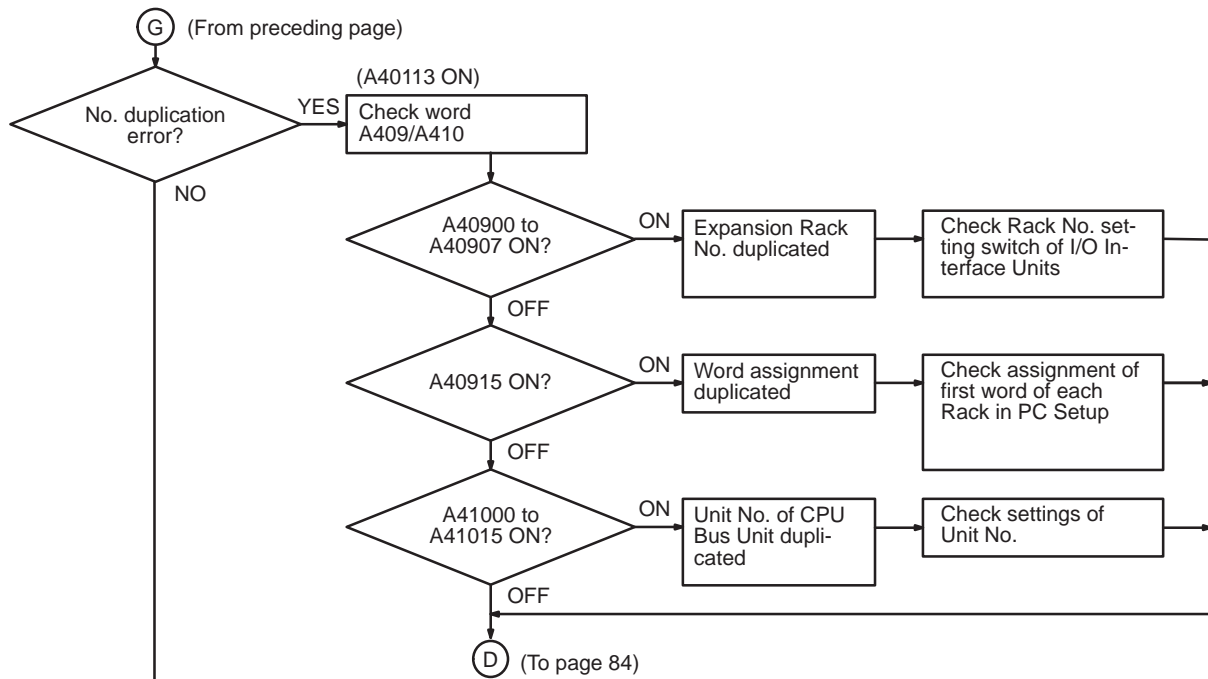 G (From preceding page)
(A40113 ON)
No. duplication
error?
YES
Check word
A409/A410
NO
A40900 to
A40907 ON?
ON
Expansion Rack
No. duplicated
Check Rack No. set-
ting switch of I/O In-
terface Units
OFF
A40915 ON?
ON
Word assignment
duplicated
Check assignment of
first word of each
Rack in PC Setup
OFF
A41000 to
A41015 ON?
ON
Unit No. of CPU
Bus Unit dupli-
cated
Check settings of
Unit No.
OFF
D (To page 84)